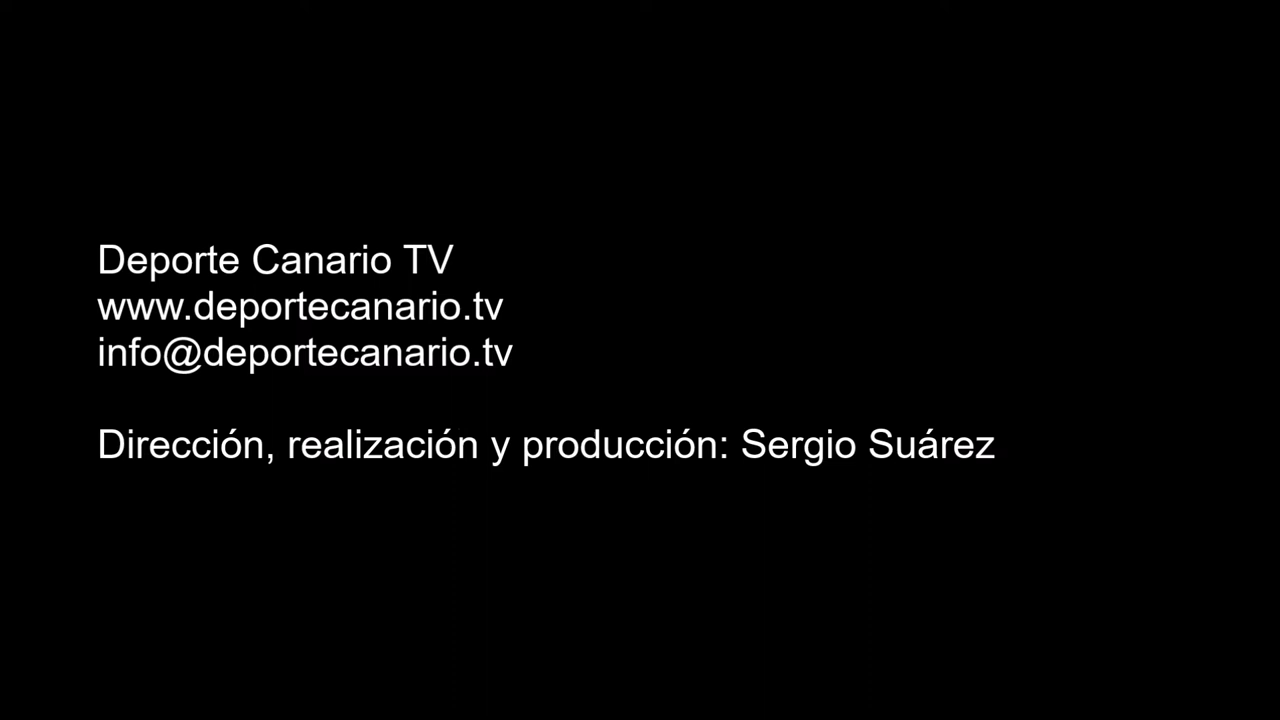 Deporte Canario TV
www.deportecanario.tv
info@deportecanario.tv
Dirección, realización y producción: Sergio Suárez